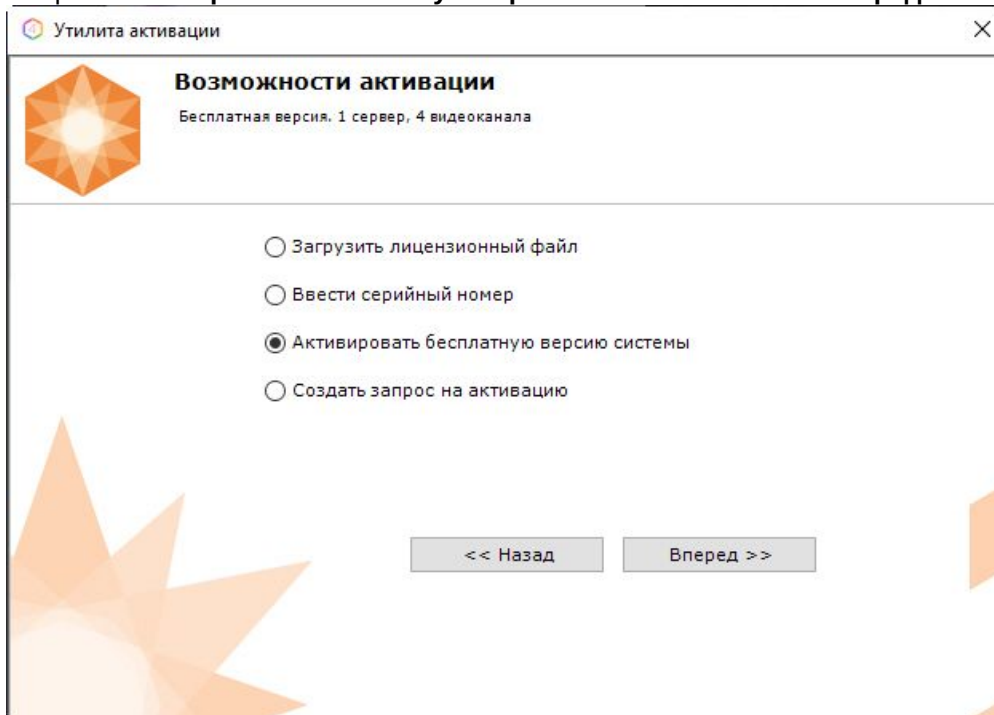 Утилита активации
Возможности активации
Бесплатная версия. 1 сервер, 4 видеоканала
Загрузить лицензионный файл
Ввести серийный номер
Активировать бесплатную версию системы
Создать запрос на активацию
<< Назад
Вперед >>